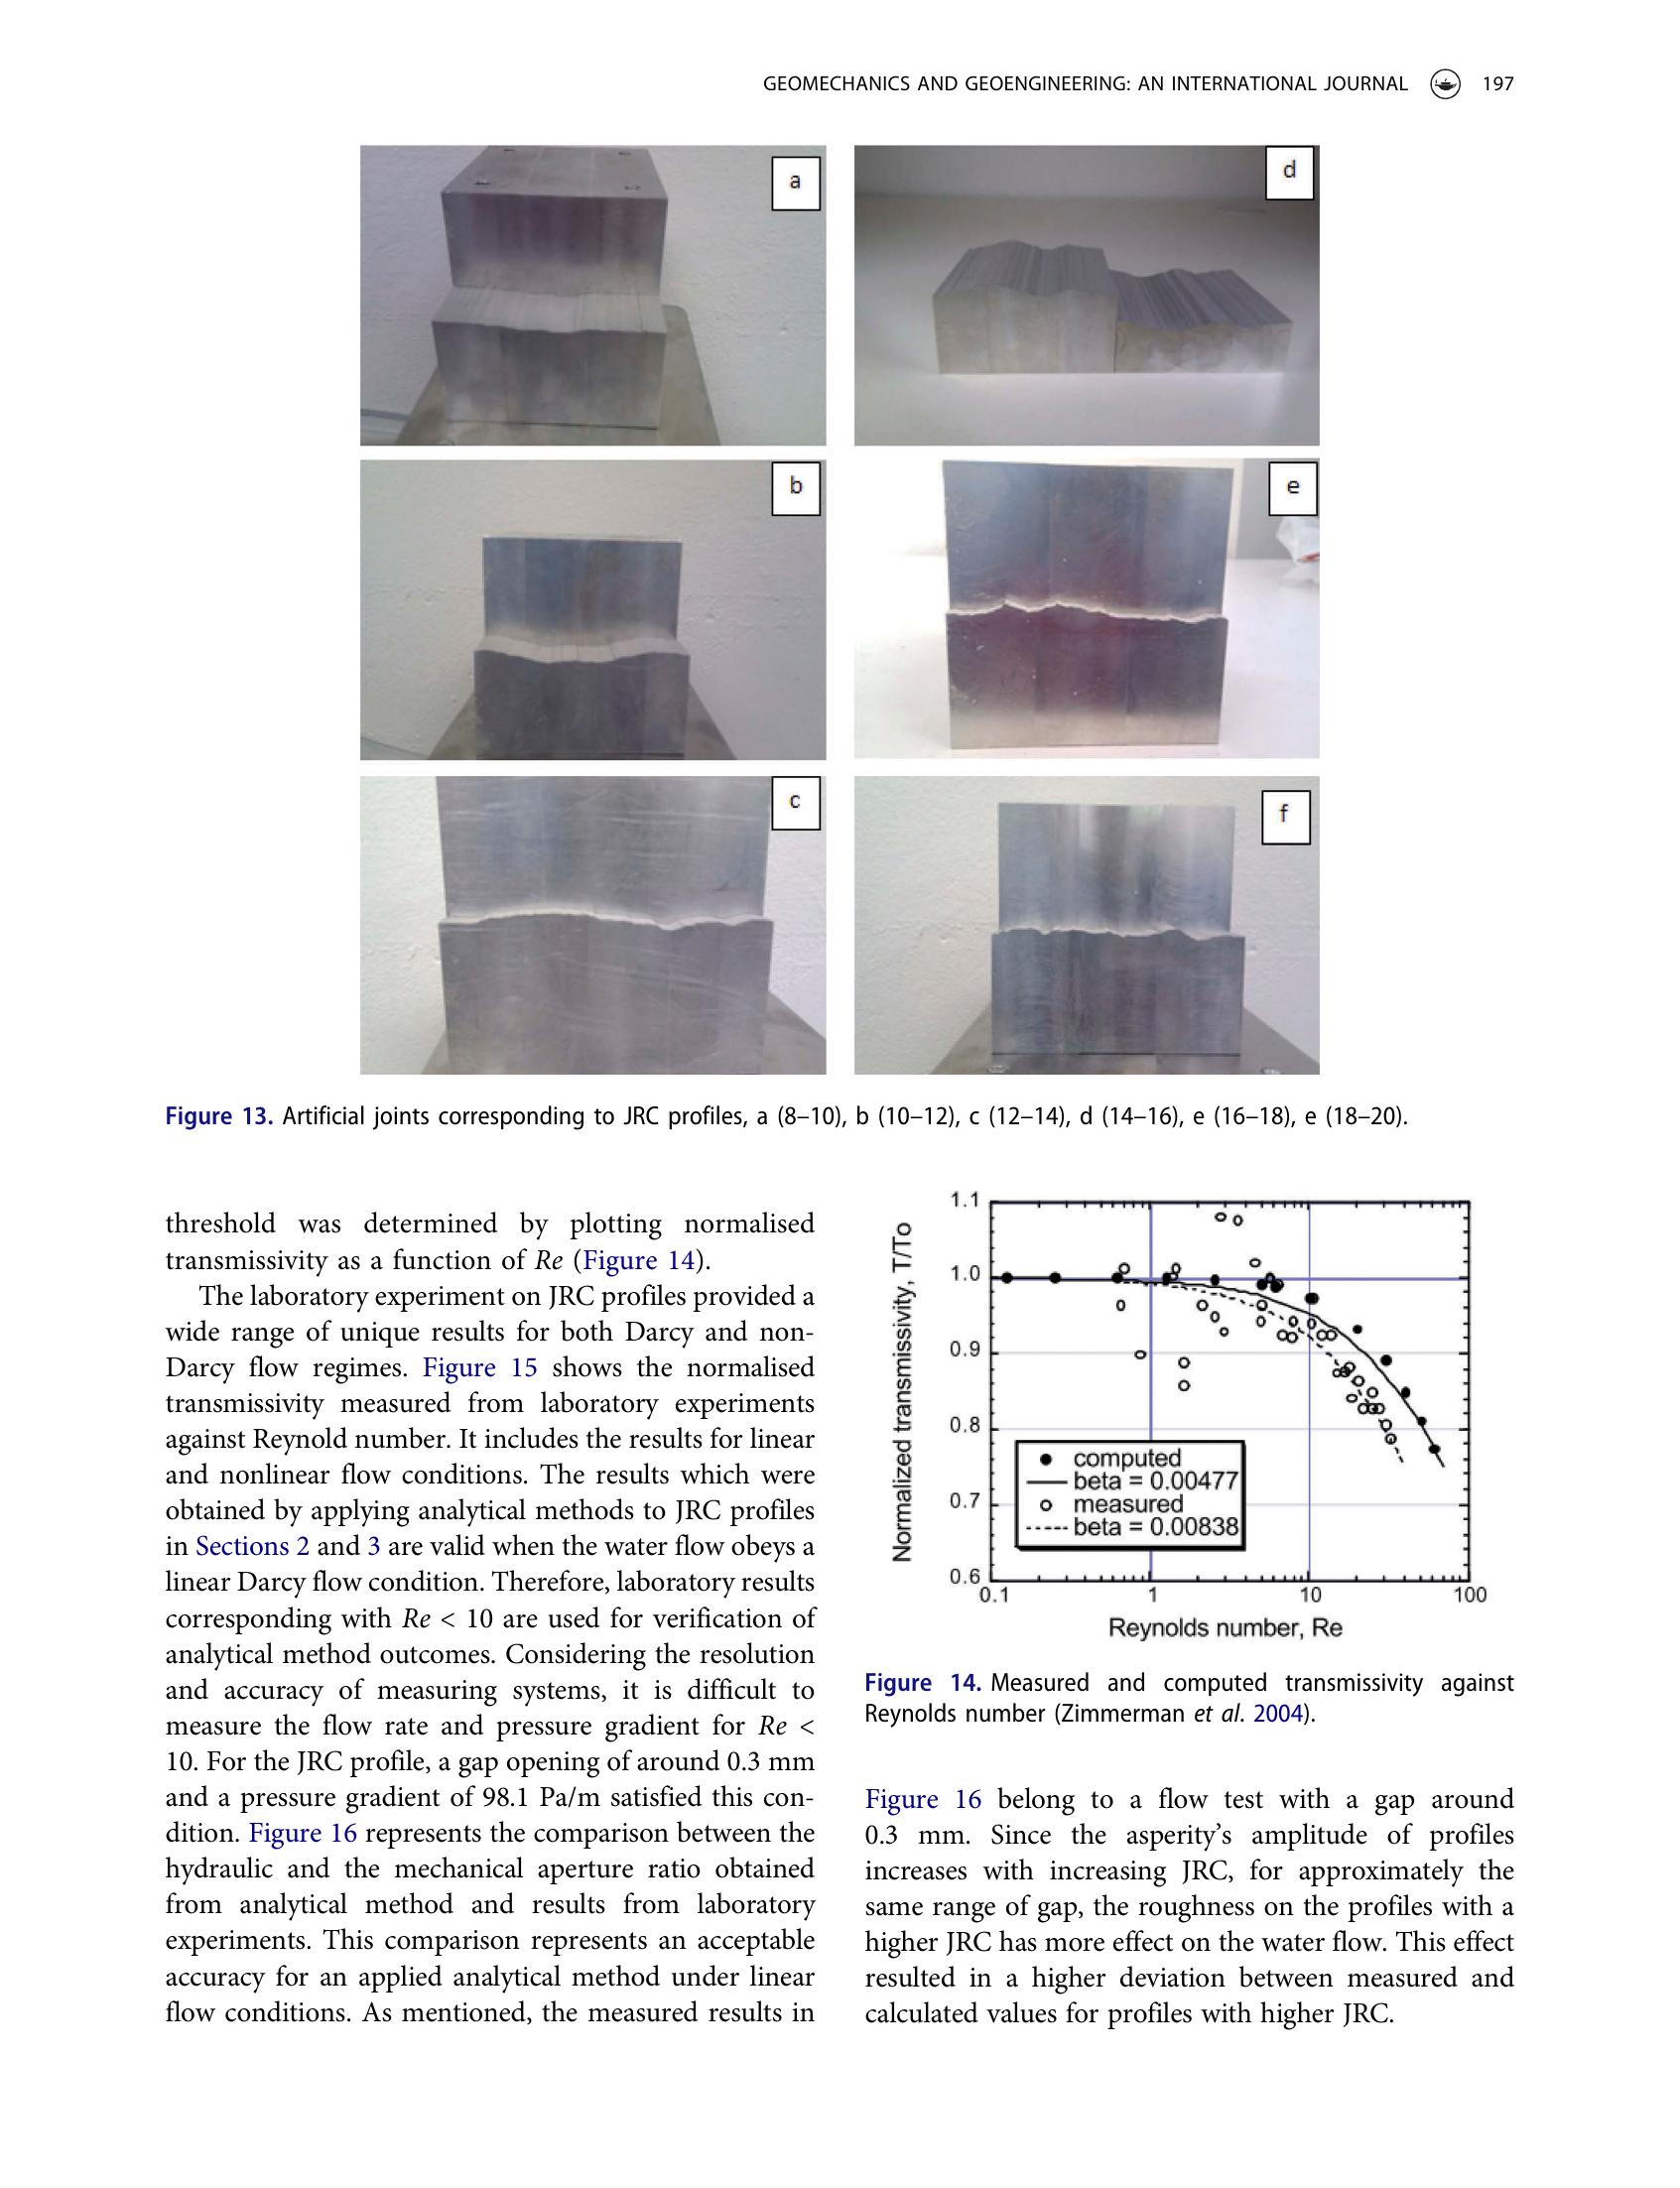 GEOMECHANICS AND GEOENGINEERING: AN INTERNATIONAL JOURNAL 197
a
d
b
e
c
f
Figure 13. Artificial joints corresponding to JRC profiles, a (8–10), b (10–12), c (12–14), d (14–16), e (16–18), e (18–20).
threshold was determined by plotting normalised
transmissivity as a function of Re (Figure 14).
The laboratory experiment on JRC profiles provided a
wide range of unique results for both Darcy and non-
Darcy flow regimes. Figure 15 shows the normalised
transmissivity measured from laboratory experiments
against Reynold number. It includes the results for linear
and nonlinear flow conditions. The results which were
obtained by applying analytical methods to JRC profiles
in Sections 2 and 3 are valid when the water flow obeys a
linear Darcy flow condition. Therefore, laboratory results
corresponding with Re < 10 are used for verification of
analytical method outcomes. Considering the resolution
and accuracy of measuring systems, it is difficult to
measure the flow rate and pressure gradient for Re <
10. For the JRC profile, a gap opening of around 0.3 mm
and a pressure gradient of 98.1 Pa/m satisfied this con-
dition. Figure 16 represents the comparison between the
hydraulic and the mechanical aperture ratio obtained
from analytical method and results from laboratory
experiments. This comparison represents an acceptable
accuracy for an applied analytical method under linear
flow conditions. As mentioned, the measured results in
Normalized transmissivity, T/To
1.1
1.0
0.9
0.8
0.7
0.6
computed
beta = 0.00477
measured
beta = 0.00838
0.1 1 10 100
Reynolds number, Re
Figure 14. Measured and computed transmissivity against
Reynolds number (Zimmerman et al. 2004).
Figure 16 belong to a flow test with a gap around
0.3 mm. Since the asperity's amplitude of profiles
increases with increasing JRC, for approximately the
same range of gap, the roughness on the profiles with a
higher JRC has more effect on the water flow. This effect
resulted in a higher deviation between measured and
calculated values for profiles with higher JRC.